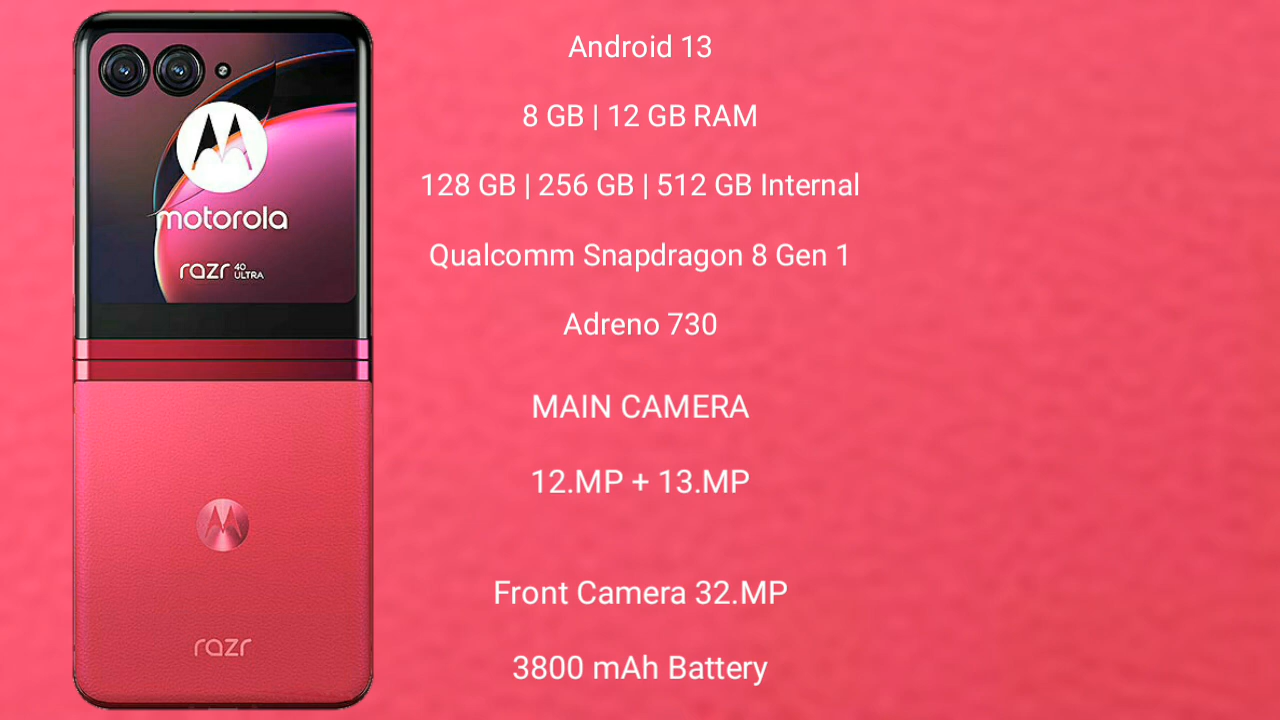 motorola
razr 40 ULTRA
razr
Android 13
8 GB | 12 GB RAM
128 GB | 256 GB | 512 GB Internal
Qualcomm Snapdragon 8 Gen 1
Adreno 730
MAIN CAMERA
12.MP + 13.MP
Front Camera 32.MP
3800 mAh Battery